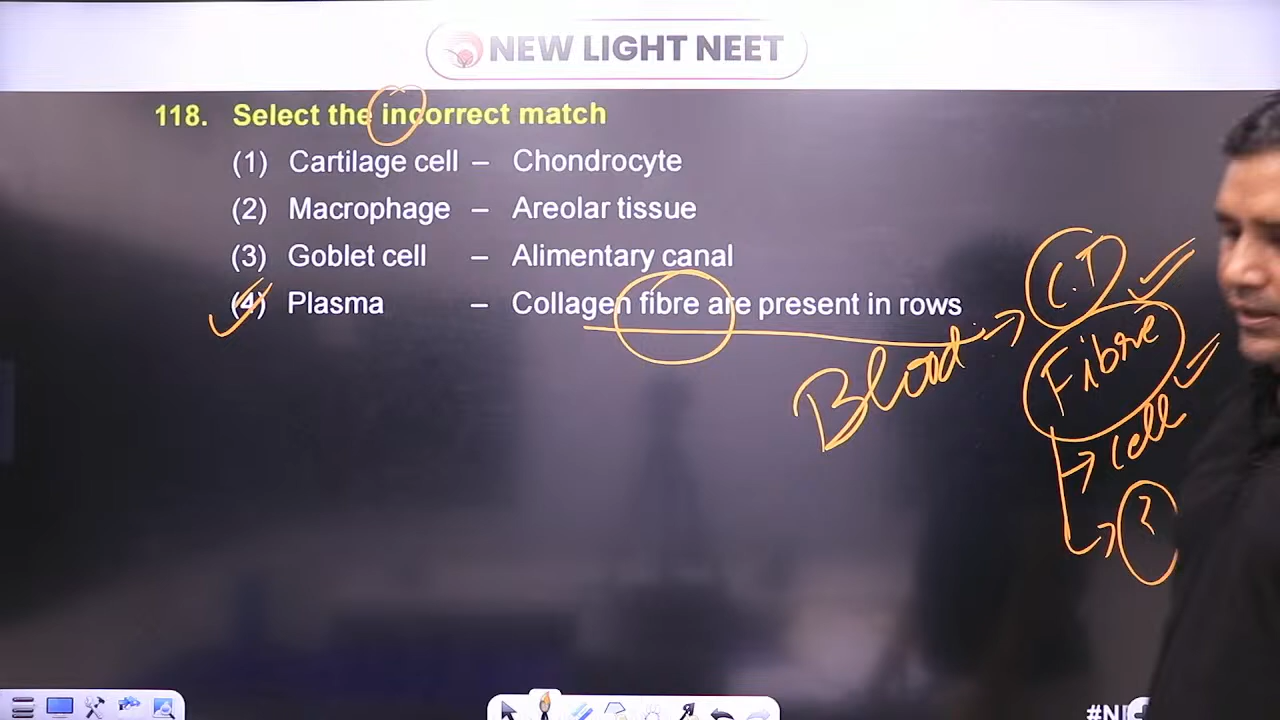 NEW LIGHT NEET
118. Select the incorrect match
(1) Cartilage cell – Chondrocyte
(2) Macrophage – Areolar tissue
(3) Goblet cell – Alimentary canal
(4) Plasma – Collagen fibre are present in rows
Blood
C.T
Fibre
Cell
?